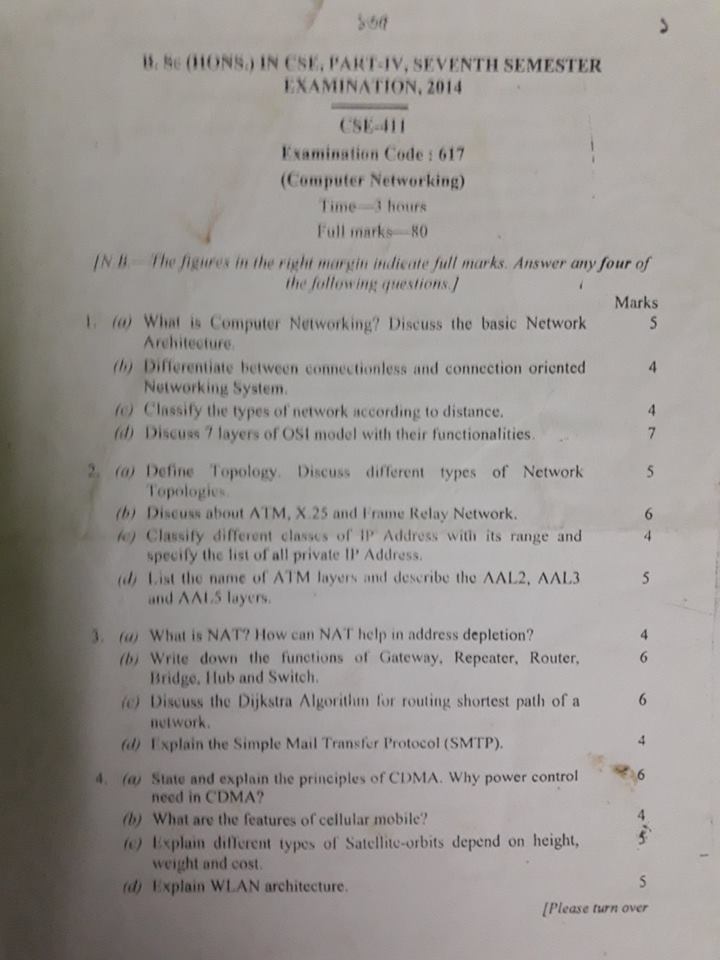 B. Sc (HONS.) IN CSE, PART-IV, SEVENTH SEMESTER
EXAMINATION, 2014
CSE-411
Examination Code : 617
(Computer Networking)
Time—3 hours
Full marks—80
[N.B.—The figures in the right margin indicate full marks. Answer any four of
the following questions.]
Marks
1. (a) What is Computer Networking? Discuss the basic Network 5
Architecture.
(b) Differentiate between connectionless and connection oriented 4
Networking System.
(c) Classify the types of network according to distance. 4
(d) Discuss 7 layers of OSI model with their functionalities. 7
2. (a) Define Topology. Discuss different types of Network 5
Topologies.
(b) Discuss about ATM, X.25 and Frame Relay Network. 6
(c) Classify different classes of IP Address with its range and 4
specify the list of all private IP Address.
(d) List the name of ATM layers and describe the AAL2, AAL3 5
and AAL5 layers.
3. (a) What is NAT? How can NAT help in address depletion? 4
(b) Write down the functions of Gateway, Repeater, Router, 6
Bridge, Hub and Switch.
(c) Discuss the Dijkstra Algorithm for routing shortest path of a 6
network.
(d) Explain the Simple Mail Transfer Protocol (SMTP). 4
4. (a) State and explain the principles of CDMA. Why power control 6
need in CDMA?
(b) What are the features of cellular mobile? 4
(c) Explain different types of Satellite-orbits depend on height, 5
weight and cost.
(d) Explain WLAN architecture. 5
[Please turn over